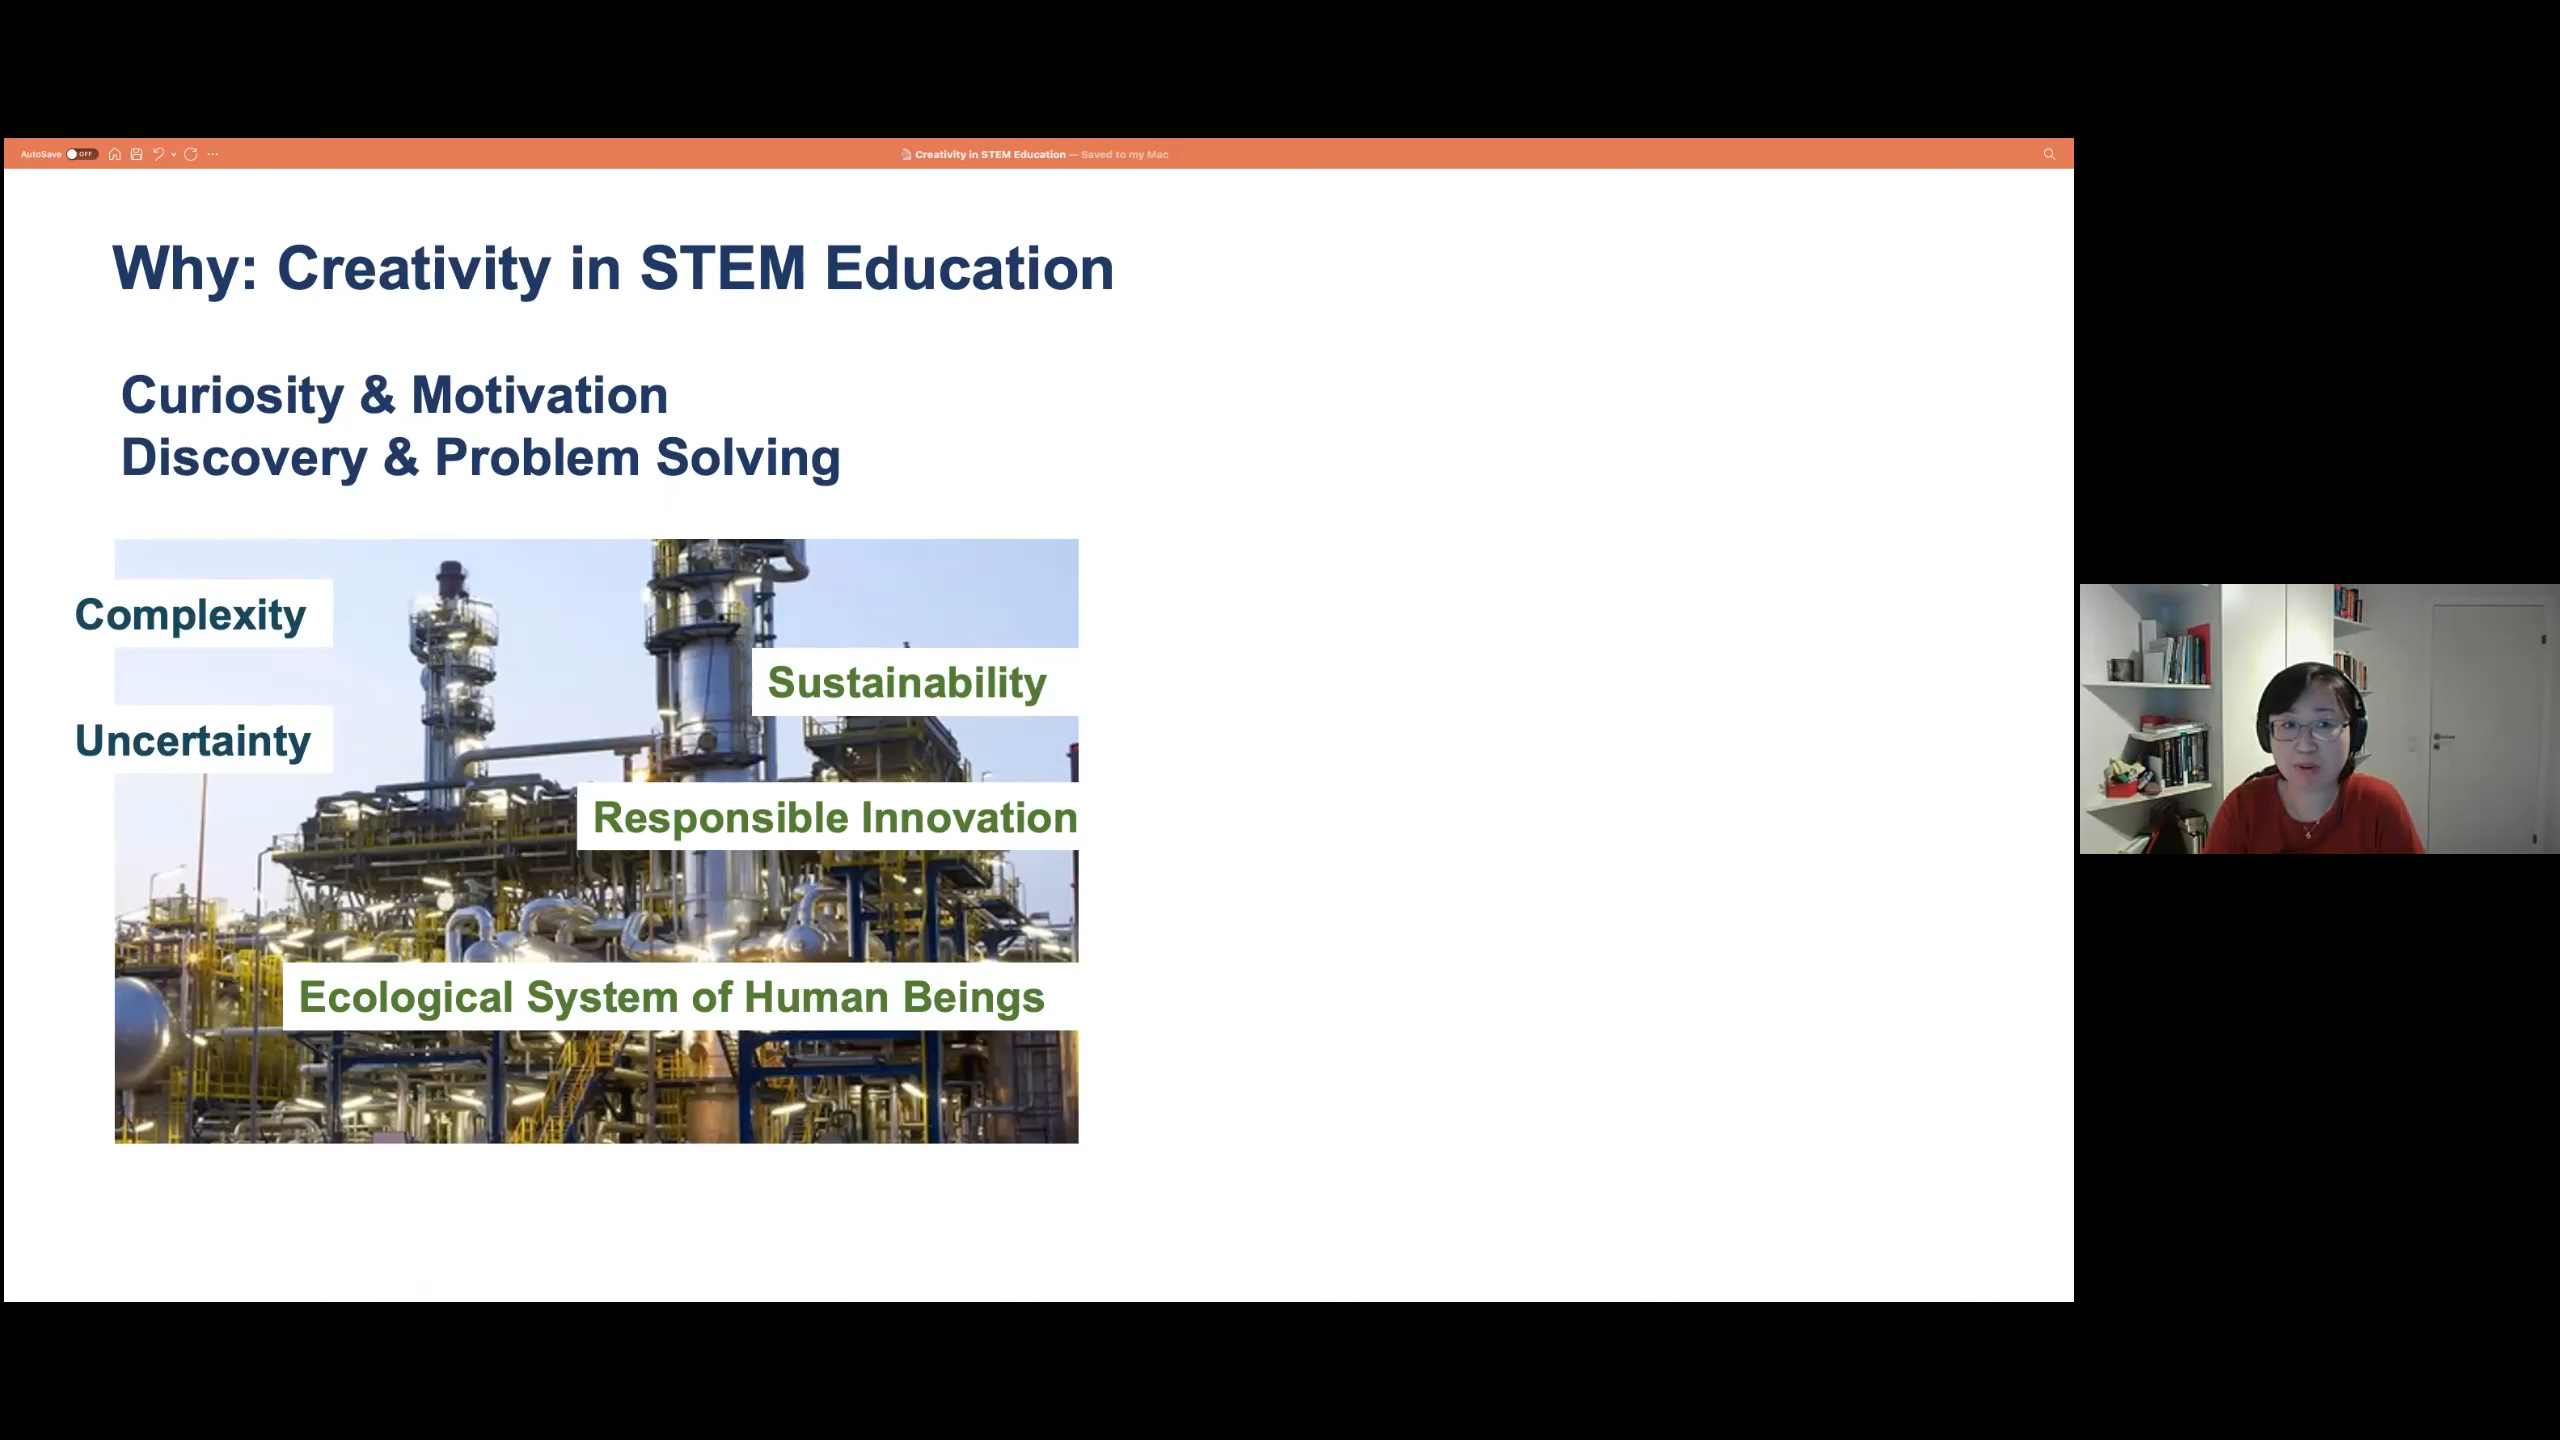 AutoSave OFF
Creativity in STEM Education — Saved to my Mac
Why: Creativity in STEM Education
Curiosity & Motivation
Discovery & Problem Solving
Complexity
Sustainability
Uncertainty
Responsible Innovation
Ecological System of Human Beings